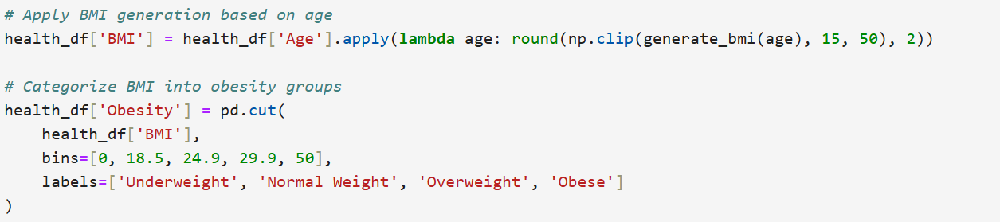 # Apply BMI generation based on age
health_df['BMI'] = health_df['Age'].apply(lambda age: round(np.clip(generate_bmi(age), 15, 50), 2))
# Categorize BMI into obesity groups
health_df['Obesity'] = pd.cut(
    health_df['BMI'],
    bins=[0, 18.5, 24.9, 29.9, 50],
    labels=['Underweight', 'Normal Weight', 'Overweight', 'Obese']
)